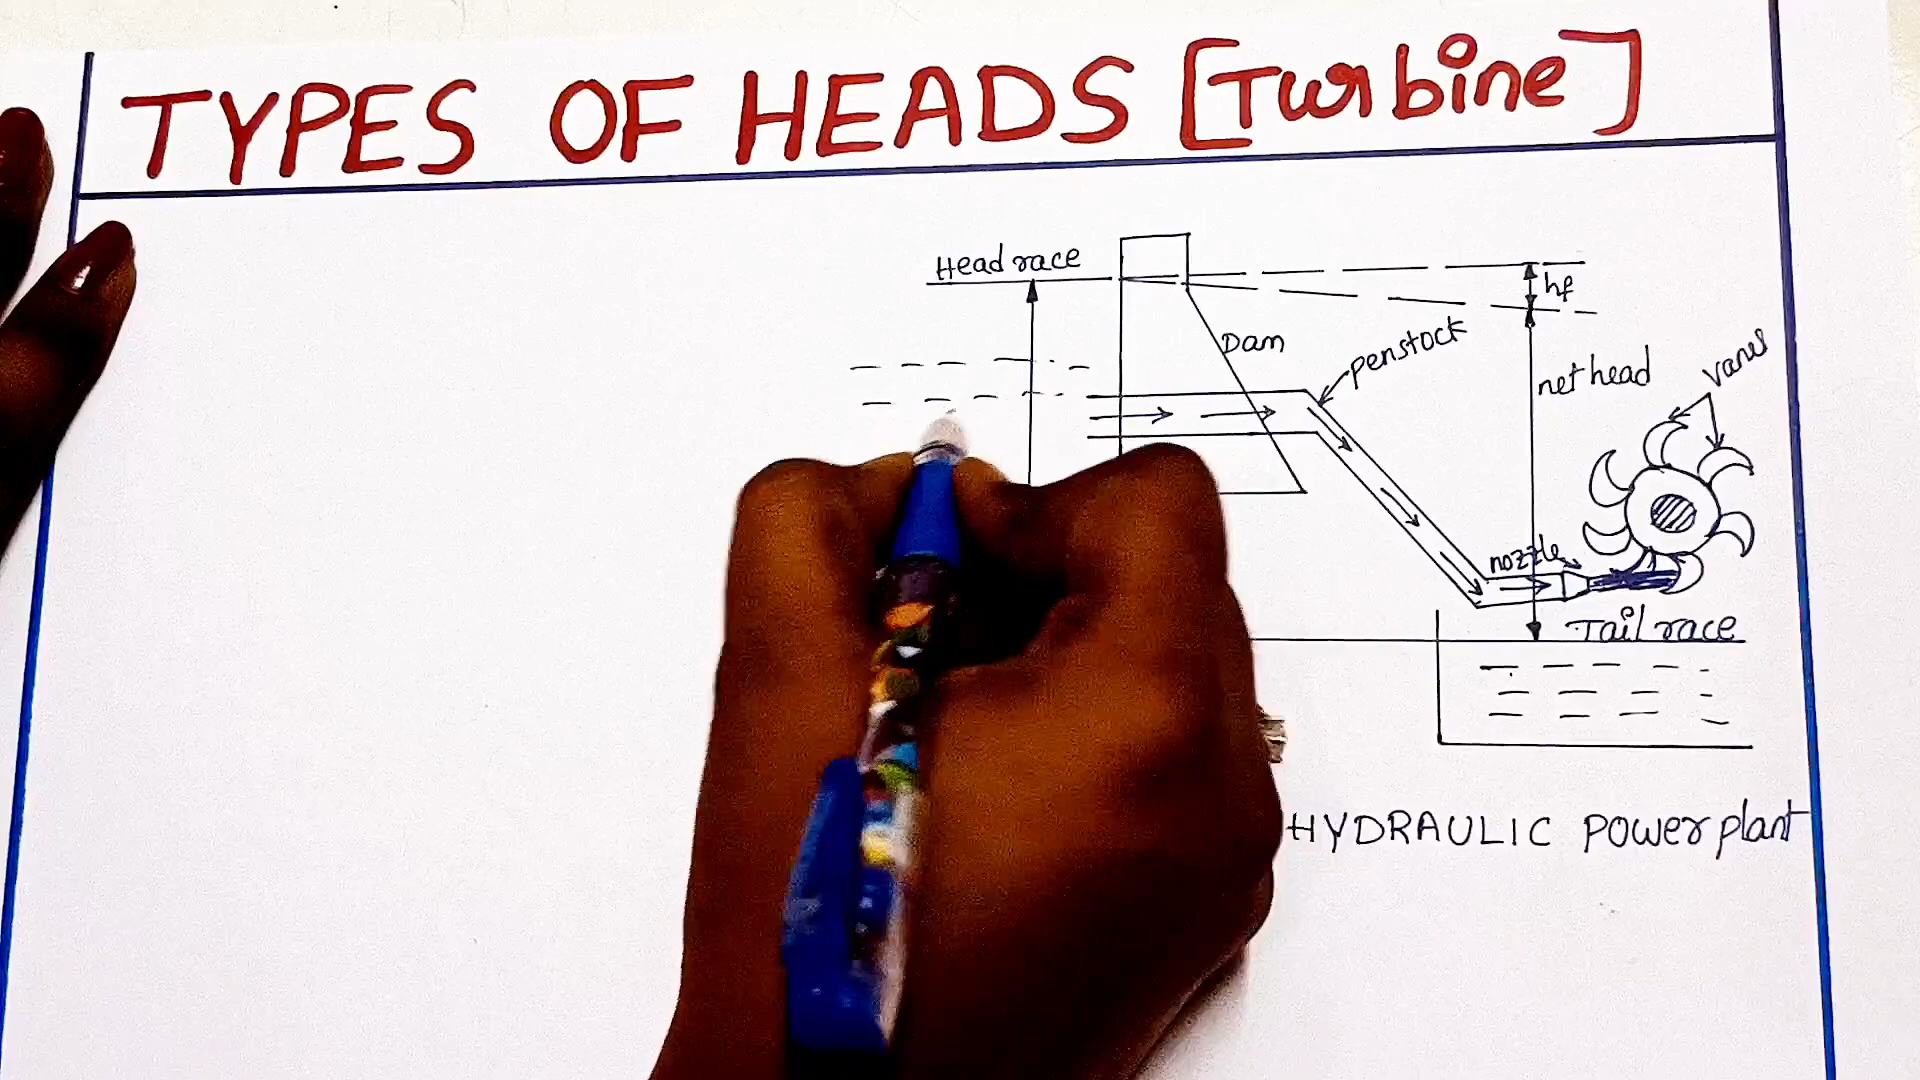 TYPES OF HEADS [Turbine]
Head race
hf
Dam
penstock
net head
vanes
nozzle
Tail race
HYDRAULIC POWER plant